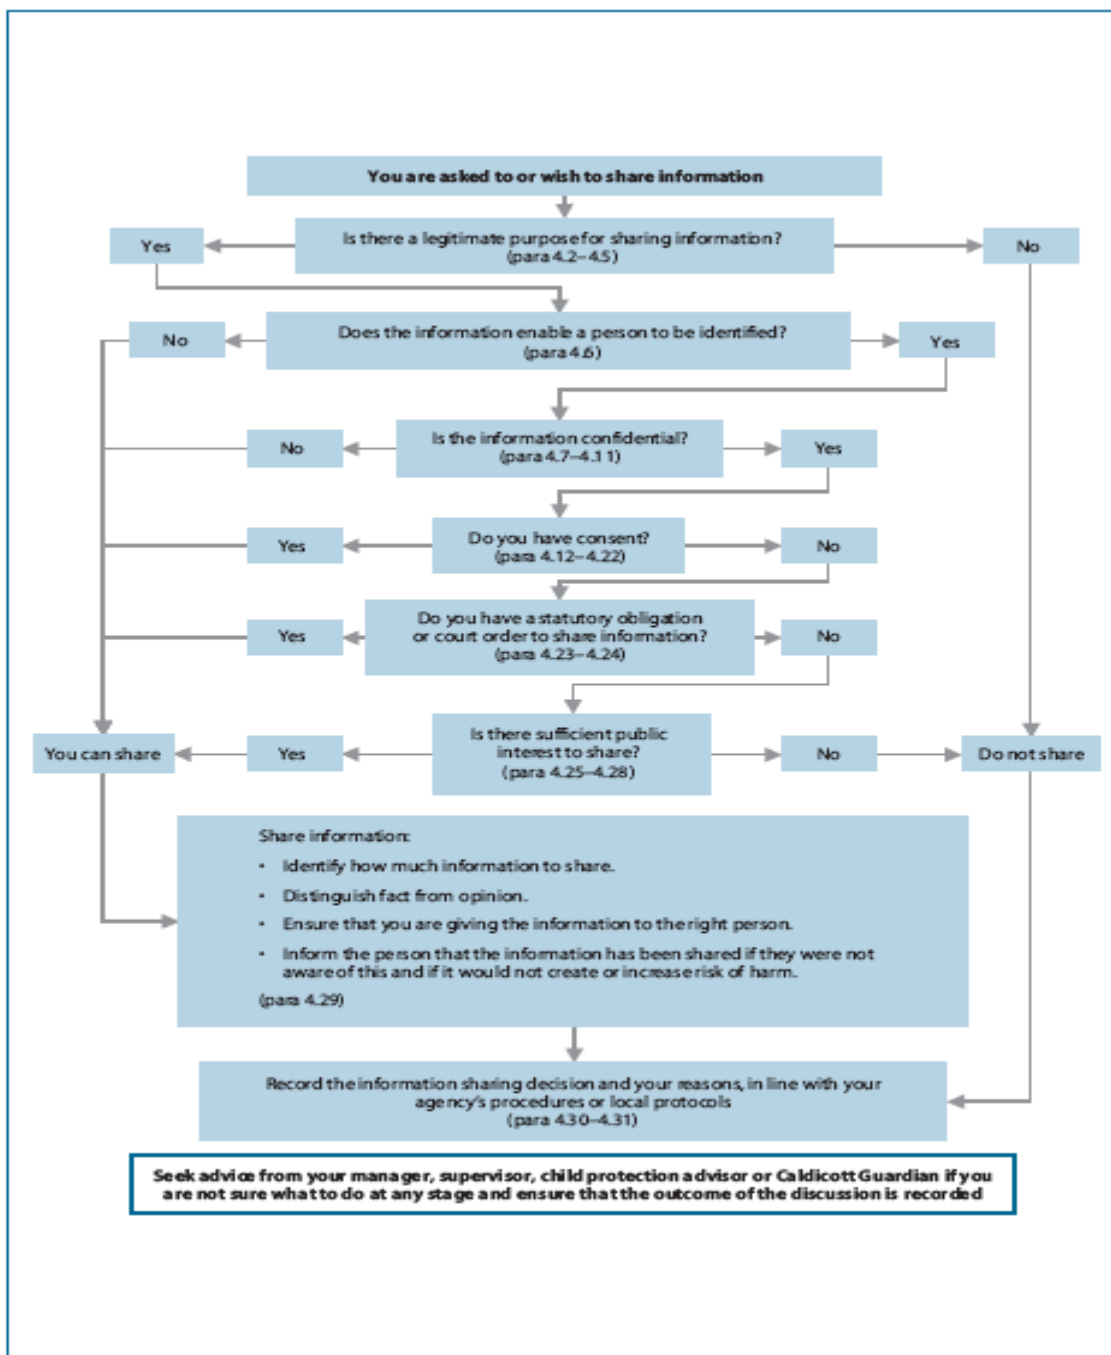 You are asked to or wish to share information
Is there a legitimate purpose for sharing information?
(para 4.2–4.5)
Yes
No
Does the information enable a person to be identified?
(para 4.6)
No
Yes
Is the information confidential?
(para 4.7–4.11)
No
Yes
Do you have consent?
(para 4.12–4.22)
Yes
No
Do you have a statutory obligation
or court order to share information?
(para 4.23–4.24)
Yes
No
Is there sufficient public
interest to share?
(para 4.25–4.28)
You can share
Yes
No
Do not share
Share information:
• Identify how much information to share.
• Distinguish fact from opinion.
• Ensure that you are giving the information to the right person.
• Inform the person that the information has been shared if they were not
aware of this and if it would not create or increase risk of harm.
(para 4.29)
Record the information sharing decision and your reasons, in line with your
agency's procedures or local protocols
(para 4.30–4.31)
Seek advice from your manager, supervisor, child protection advisor or Caldicott Guardian if you
are not sure what to do at any stage and ensure that the outcome of the discussion is recorded